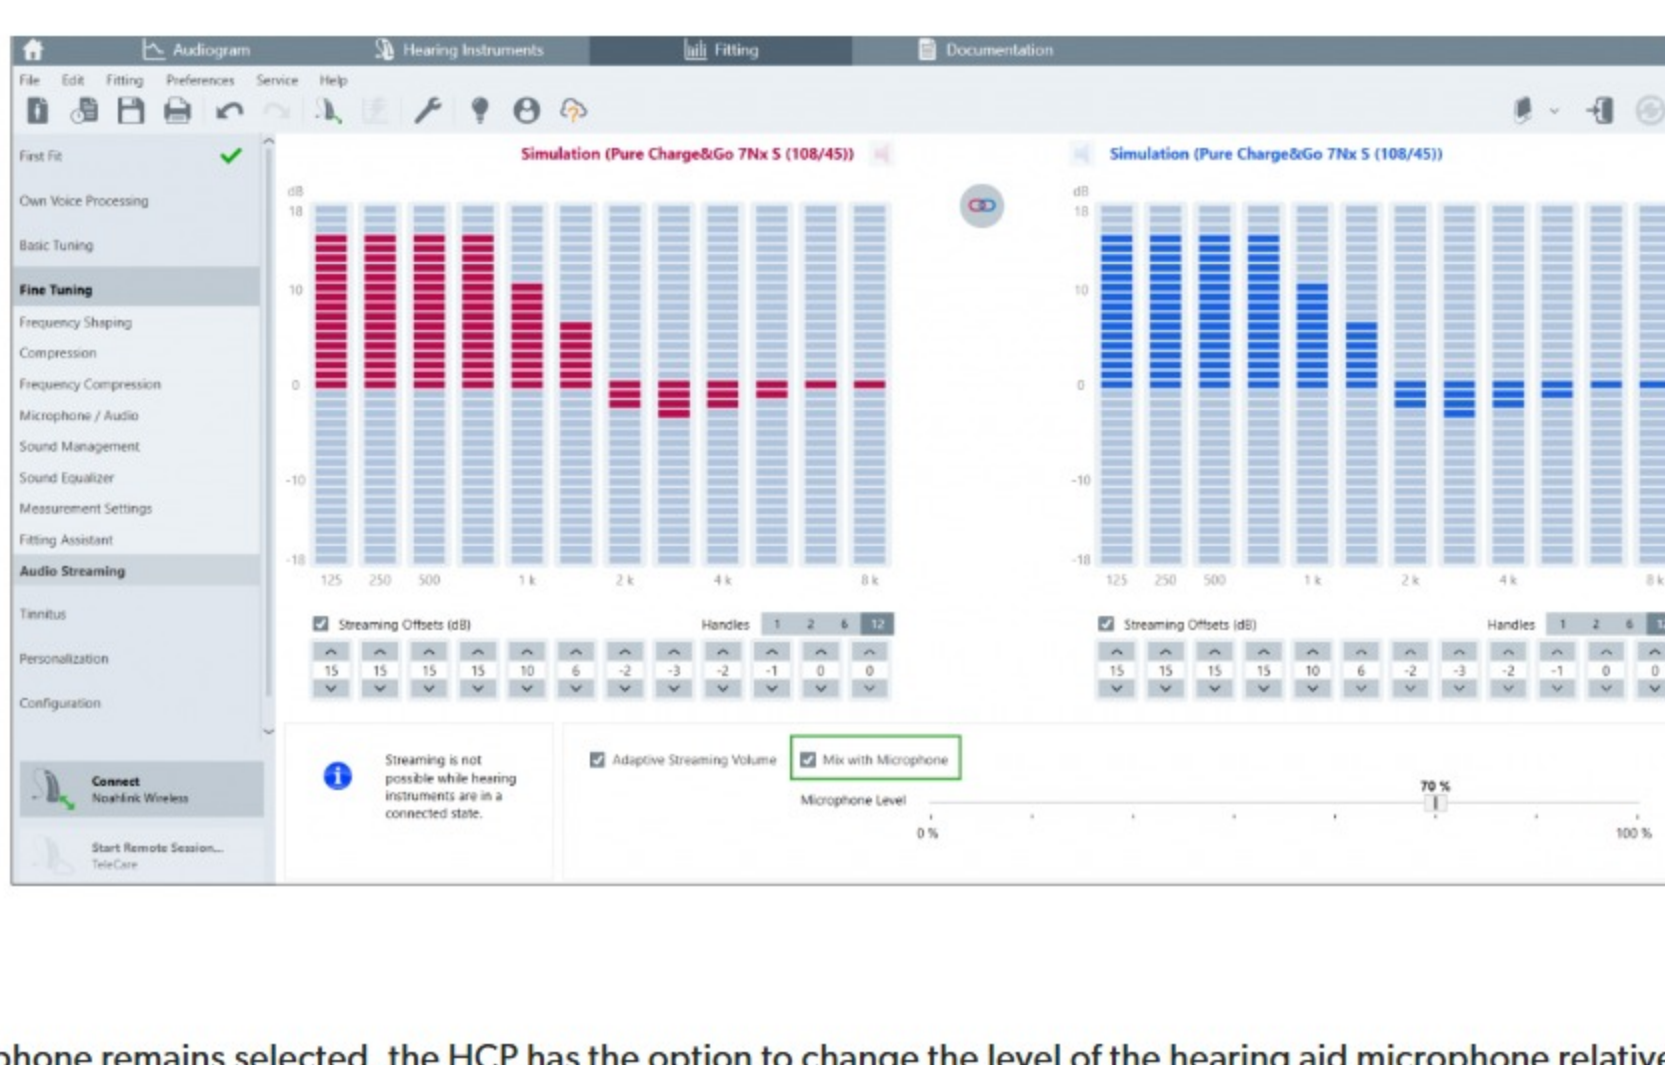 Audiogram Hearing Instruments Fitting Documentation
File Edit Fitting Preferences Service Help
First Fit
Own Voice Processing
Basic Tuning
Fine Tuning
Frequency Shaping
Compression
Frequency Compression
Microphone / Audio
Sound Management
Sound Equalizer
Measurement Settings
Fitting Assistant
Audio Streaming
Tinnitus
Personalization
Configuration
Connect
Noahlink Wireless
Start Remote Session...
TeleCare
Simulation (Pure Charge&Go 7Nx S (108/45))
dB
18
10
0
-10
-18
125 250 500 1 k 2 k 4 k 8 k
Streaming Offsets (dB) Handles 1 2 6 12
15 15 15 15 10 6 -2 -3 -2 -1 0 0
Simulation (Pure Charge&Go 7Nx S (108/45))
dB
18
10
0
-10
-18
125 250 500 1 k 2 k 4 k 8 k
Streaming Offsets (dB) Handles 1 2 6
15 15 15 15 10 6 -2 -3 -2 -1 0 0
Streaming is not
possible while hearing
instruments are in a
connected state.
Adaptive Streaming Volume Mix with Microphone
70 %
Microphone Level
0 % 100 %
phone remains selected, the HCP has the option to change the level of the hearing aid microphone relative